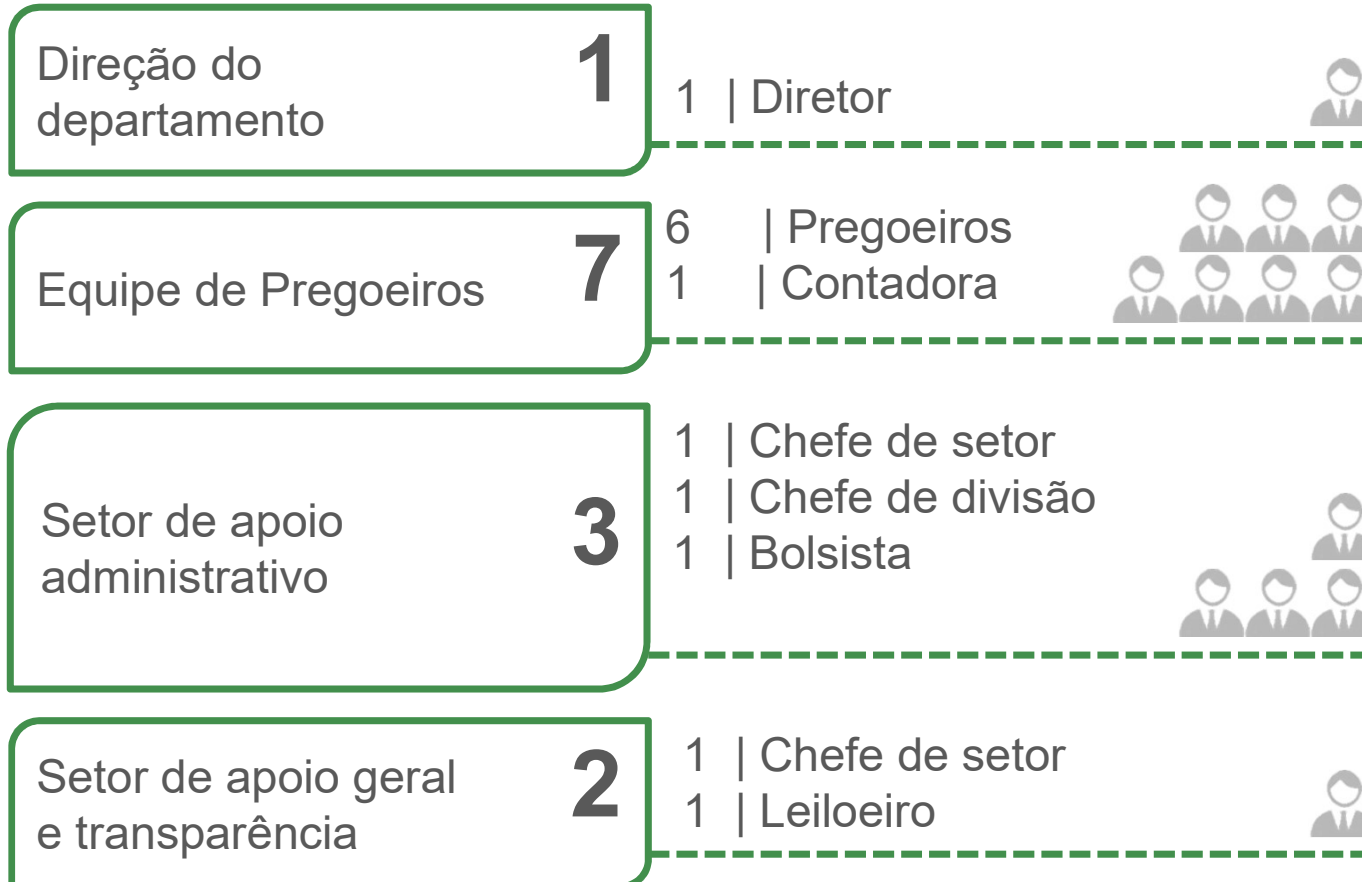 Direção do
departamento
1
1 | Diretor
Equipe de Pregoeiros
7
6 | Pregoeiros
1 | Contadora
Setor de apoio
administrativo
3
1 | Chefe de setor
1 | Chefe de divisão
1 | Bolsista
Setor de apoio geral
e transparência
2
1 | Chefe de setor
1 | Leiloeiro